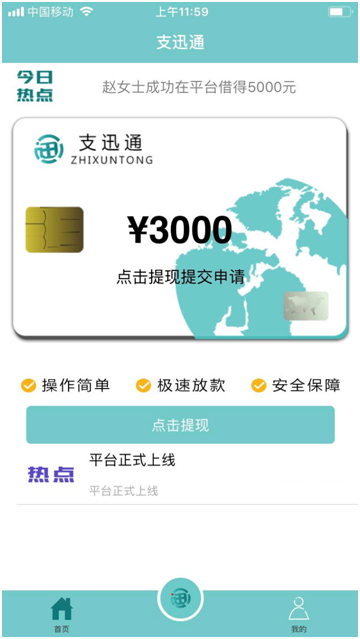 中国移动
上午11:59
支迅通
今日
热点
赵女士成功在平台借得5000元
支迅通
ZHIXUNTONG
¥3000
点击提现提交申请
操作简单
极速放款
安全保障
点击提现
热点
平台正式上线
平台正式上线
首页
我的